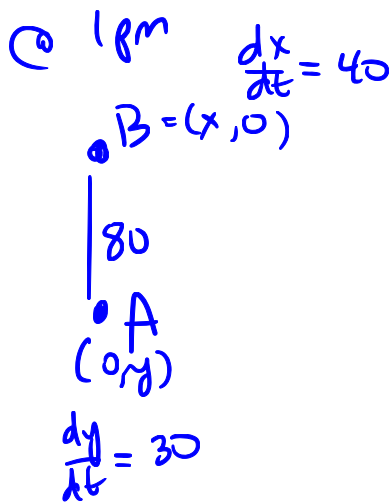 @ 1pm
dx/dt = 40
B = (x, 0)
80
A
(0, y)
dy/dt = 30